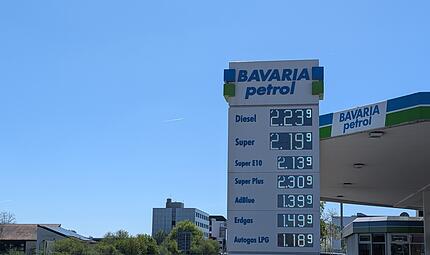 BAVARIA
petrol
Diesel 2.23⁹
Super 2.19⁹
Super E10 2.13⁹
Super Plus 2.30⁹
AdBlue 1.39⁹
Erdgas 1.49⁹
Autogas LPG 1.18⁹
BAVARIA
petrol